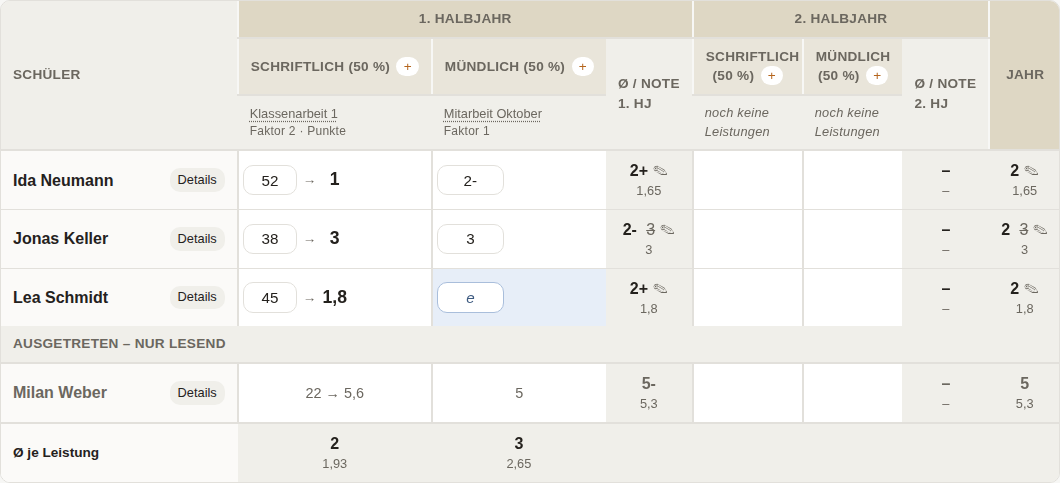 SCHÜLER
1. HALBJAHR
2. HALBJAHR
JAHR
SCHRIFTLICH (50 %) +
MÜNDLICH (50 %) +
Ø / NOTE
1. HJ
SCHRIFTLICH
(50 %) +
MÜNDLICH
(50 %) +
Ø / NOTE
2. HJ
Klassenarbeit 1
Faktor 2 · Punkte
Mitarbeit Oktober
Faktor 1
noch keine
Leistungen
noch keine
Leistungen
Ida Neumann Details 52 → 1 2- 2+ ✎ – 2 ✎
1,65 – 1,65
Jonas Keller Details 38 → 3 3 2- 3 ✎ – 2 3 ✎
3 – 3
Lea Schmidt Details 45 → 1,8 e 2+ ✎ – 2 ✎
1,8 – 1,8
AUSGETRETEN – NUR LESEND
Milan Weber Details 22 → 5,6 5 5- – 5
5,3 – 5,3
Ø je Leistung 2 3
1,93 2,65